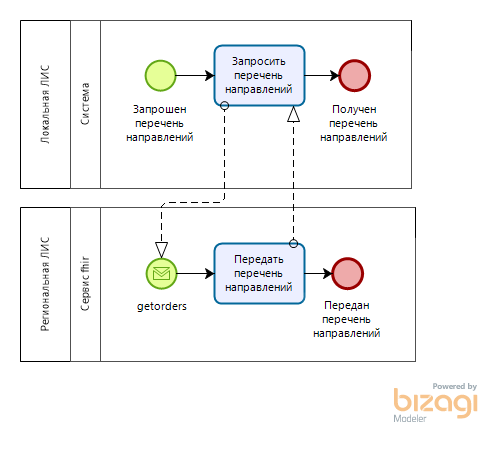 Локальная ЛИС
Система
Запрошен
перечень
направлений
Запросить
перечень
направлений
Получен
перечень
направлений
Региональная ЛИС
Сервис fhir
getorders
Передать
перечень
направлений
Передан
перечень
направлений
Powered by
bizagi
Modeler